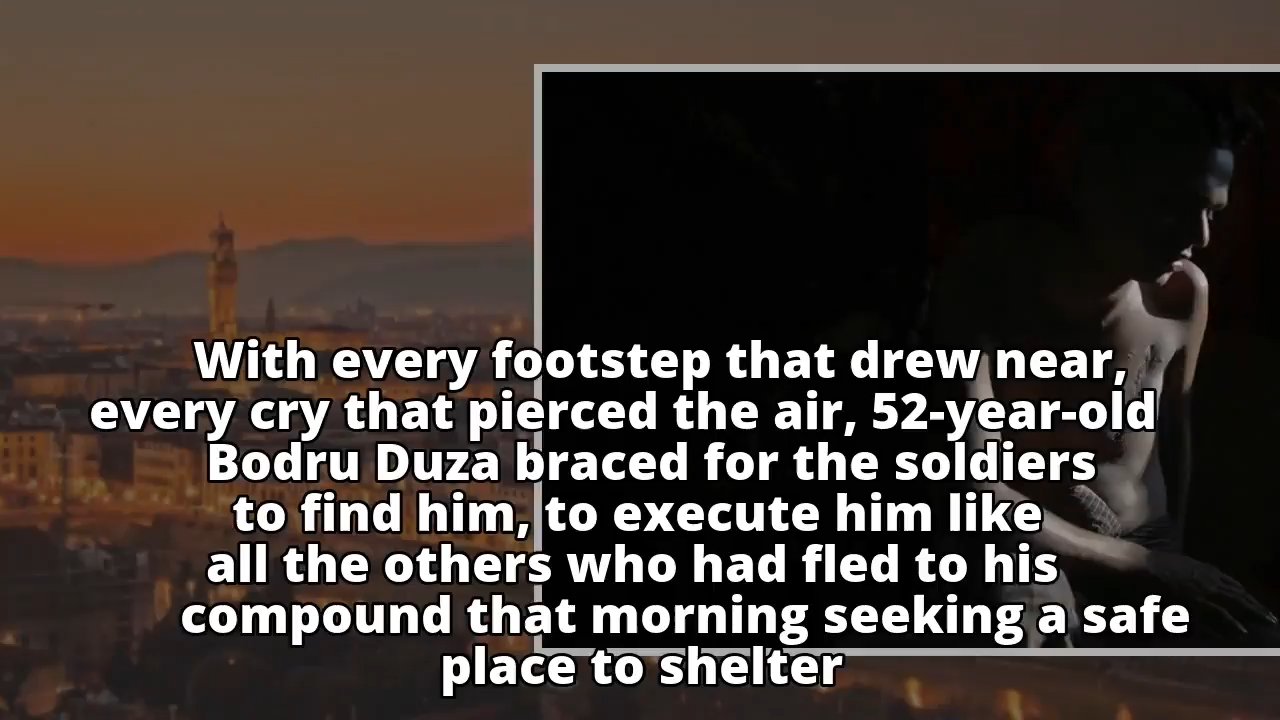 With every footstep that drew near,
every cry that pierced the air, 52-year-old
Bodru Duza braced for the soldiers
to find him, to execute him like
all the others who had fled to his
compound that morning seeking a safe
place to shelter